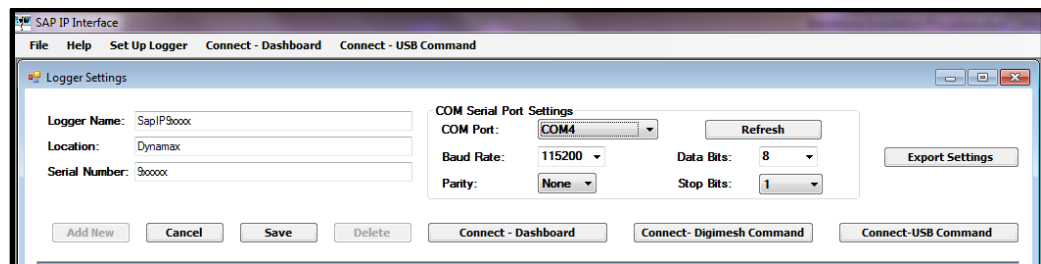 SAP IP Interface
File Help Set Up Logger Connect - Dashboard Connect - USB Command
Logger Settings
Logger Name: SapIP9xxxx
Location: Dynamax
Serial Number: 9xxxxx
COM Serial Port Settings
COM Port: COM4 Refresh
Baud Rate: 115200 Data Bits: 8
Parity: None Stop Bits: 1
Export Settings
Add New Cancel Save Delete Connect - Dashboard Connect- Digimesh Command Connect-USB Command